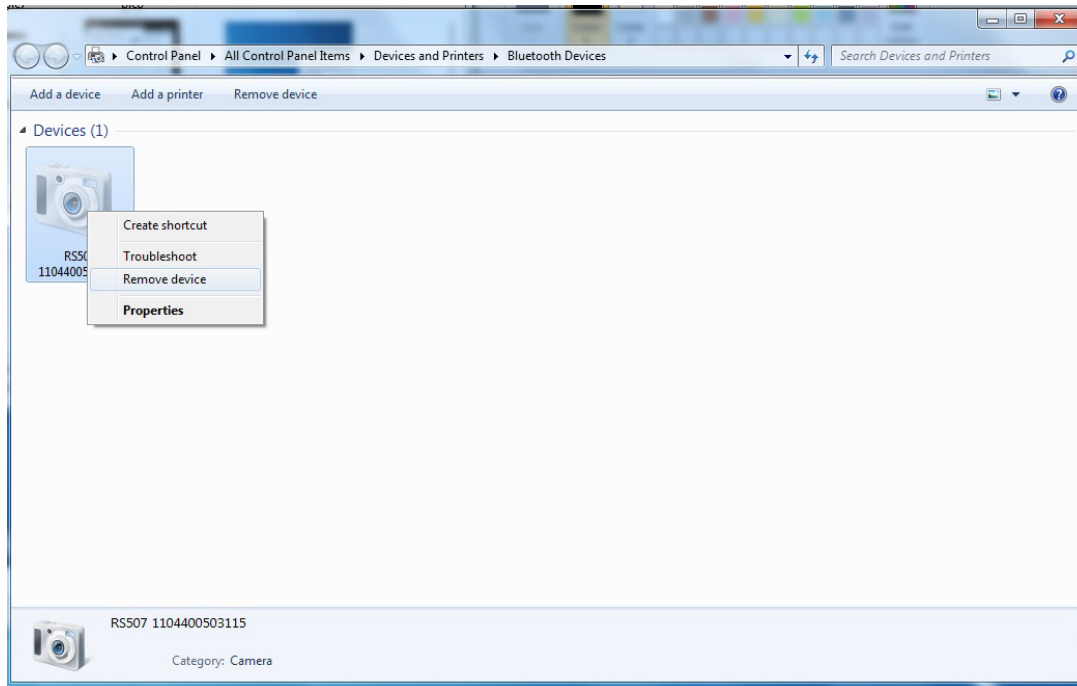 Control Panel ▸ All Control Panel Items ▸ Devices and Printers ▸ Bluetooth Devices
Search Devices and Printers
Add a device Add a printer Remove device
Devices (1)
RS50
11044005
Create shortcut
Troubleshoot
Remove device
Properties
RS507 1104400503115
Category: Camera